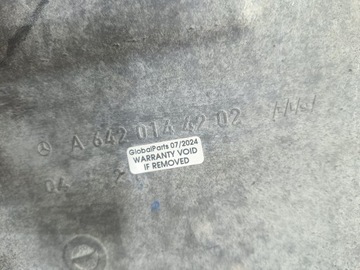 A 642 014 42 02
GlobalParts 07/2024
WARRANTY VOID
IF REMOVED